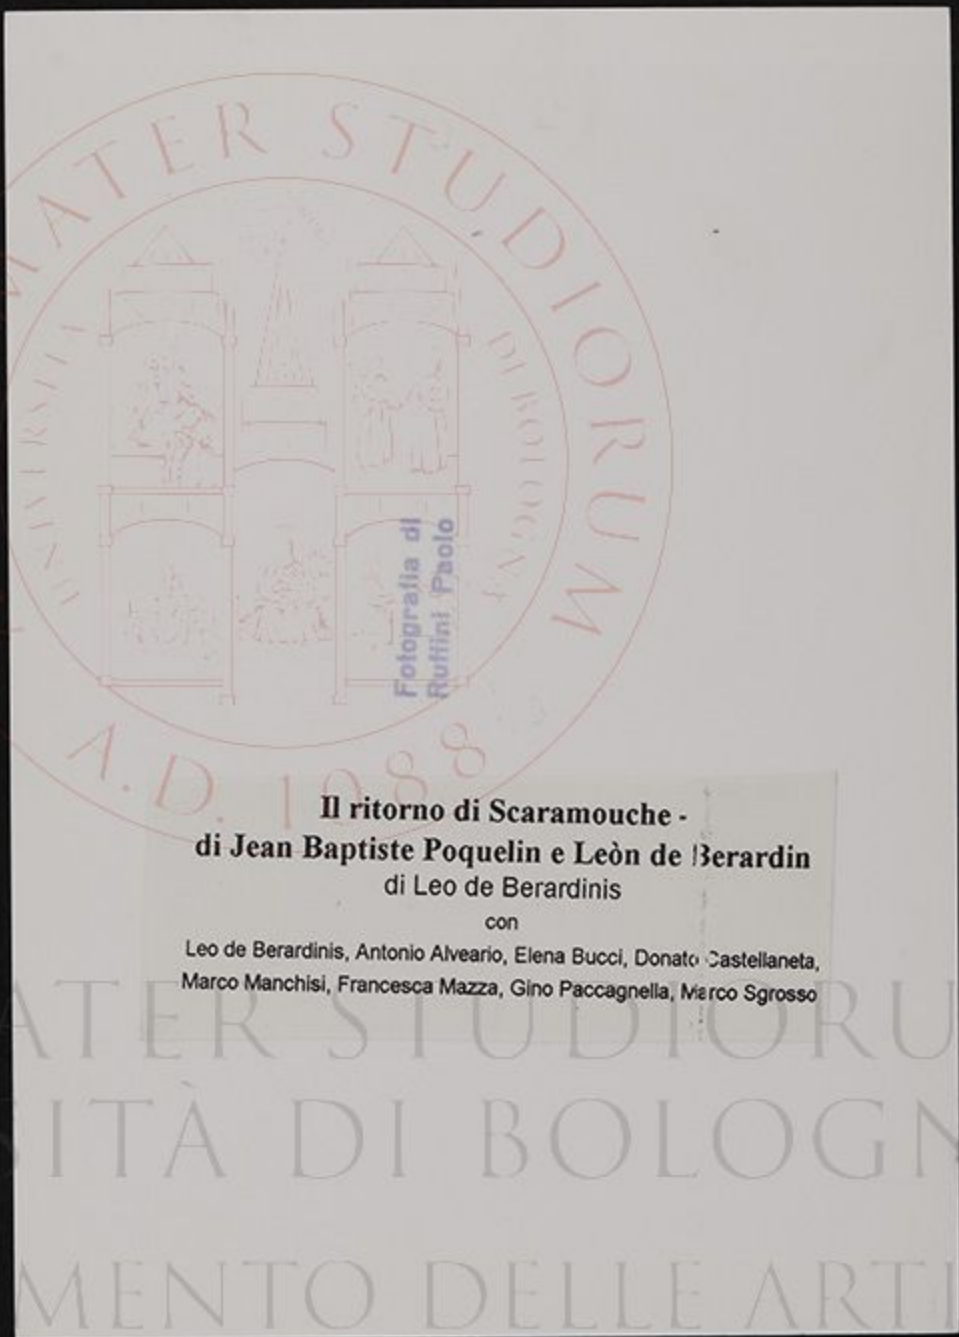 MATER STUDIORUM
UNIVERSITA
DI BOLOGNA
A.D. 1088
Fotografia di
Ruffini Paolo
Il ritorno di Scaramouche -
di Jean Baptiste Poquelin e Leòn de Berardin
di Leo de Berardinis
con
Leo de Berardinis, Antonio Alveario, Elena Bucci, Donato Castellaneta,
Marco Manchisi, Francesca Mazza, Gino Paccagnella, Marco Sgrosso
ATER STUDIORU
SITÀ DI BOLOGN
MENTO DELLE ARTI